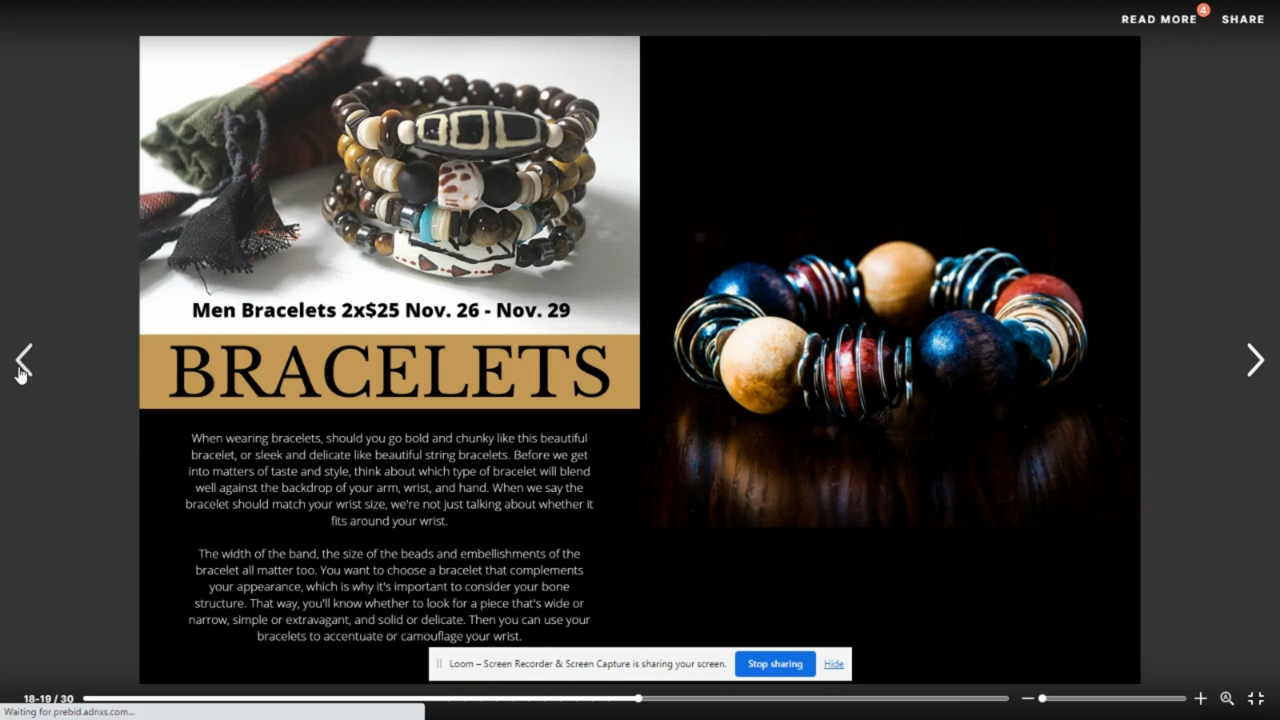 READ MORE 4 SHARE
Men Bracelets 2x$25 Nov. 26 - Nov. 29
BRACELETS
When wearing bracelets, should you go bold and chunky like this beautiful
bracelet, or sleek and delicate like beautiful string bracelets. Before we get
into matters of taste and style, think about which type of bracelet will blend
well against the backdrop of your arm, wrist, and hand. When we say the
bracelet should match your wrist size, we're not just talking about whether it
fits around your wrist.
The width of the band, the size of the beads and embellishments of the
bracelet all matter too. You want to choose a bracelet that complements
your appearance, which is why it's important to consider your bone
structure. That way, you'll know whether to look for a piece that's wide or
narrow, simple or extravagant, and solid or delicate. Then you can use your
bracelets to accentuate or camouflage your wrist.
Loom – Screen Recorder & Screen Capture is sharing your screen. Stop sharing Hide
18-19 / 30
Waiting for prebid.adnxs.com...